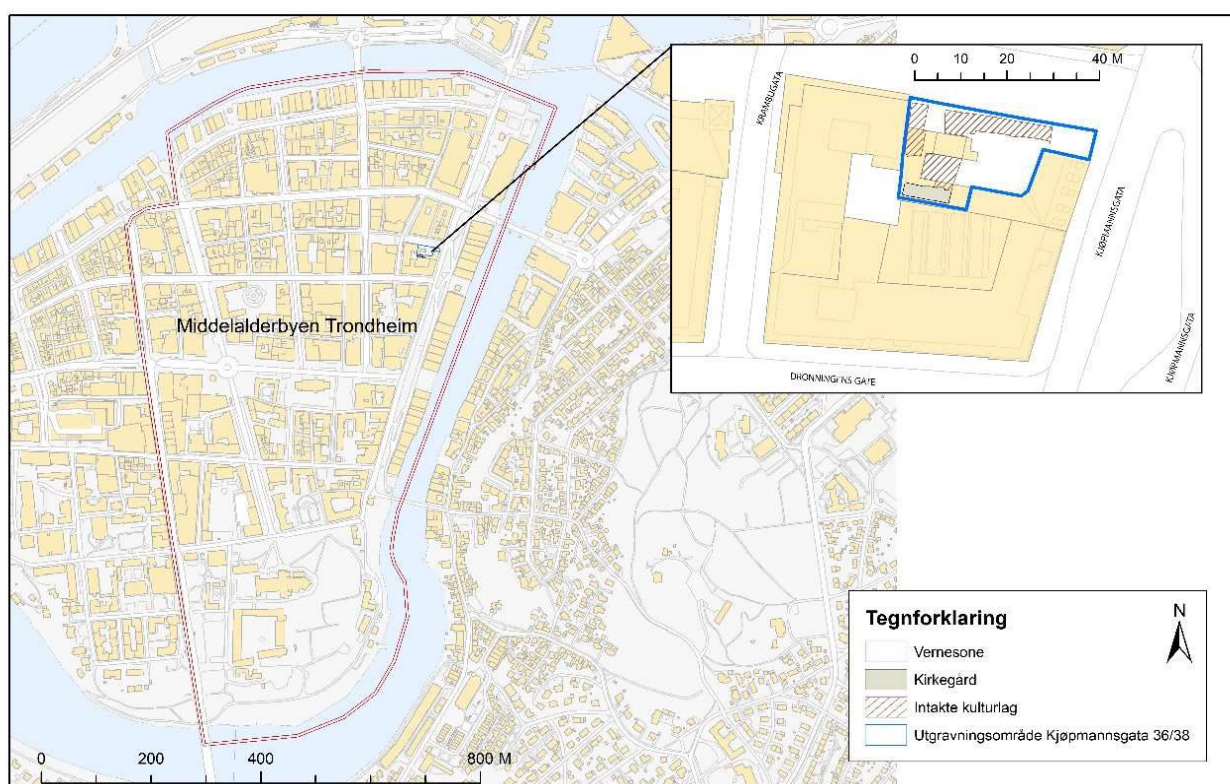 0 10 20 40 M
KRAMBUGATA
KJØPMANNSGATA
KJØPMANNSGATA
DRONNINGENS GATE
Middelalderbyen Trondheim
Tegnforklaring
N
Vernesone
Kirkegård
Intakte kulturlag
Utgravningsområde Kjøpmannsgata 36/38
0 200 400 800 M